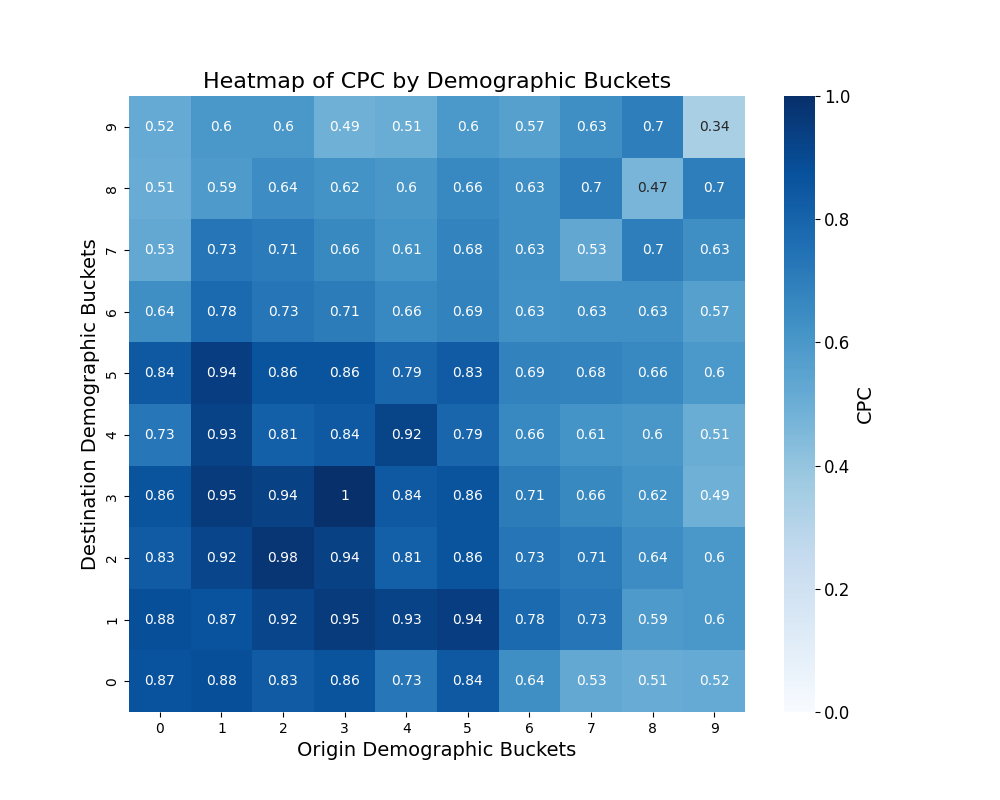 Heatmap of CPC by Demographic Buckets
9 0.52 0.6 0.6 0.49 0.51 0.6 0.57 0.63 0.7 0.34
8 0.51 0.59 0.64 0.62 0.6 0.66 0.63 0.7 0.47 0.7
7 0.53 0.73 0.71 0.66 0.61 0.68 0.63 0.53 0.7 0.63
6 0.64 0.78 0.73 0.71 0.66 0.69 0.63 0.63 0.63 0.57
5 0.84 0.94 0.86 0.86 0.79 0.83 0.69 0.68 0.66 0.6
4 0.73 0.93 0.81 0.84 0.92 0.79 0.66 0.61 0.6 0.51
3 0.86 0.95 0.94 1 0.84 0.86 0.71 0.66 0.62 0.49
2 0.83 0.92 0.98 0.94 0.81 0.86 0.73 0.71 0.64 0.6
1 0.88 0.87 0.92 0.95 0.93 0.94 0.78 0.73 0.59 0.6
0 0.87 0.88 0.83 0.86 0.73 0.84 0.64 0.53 0.51 0.52
0 1 2 3 4 5 6 7 8 9
Origin Demographic Buckets
Destination Demographic Buckets
1.0
0.8
0.6
0.4
0.2
0.0
CPC